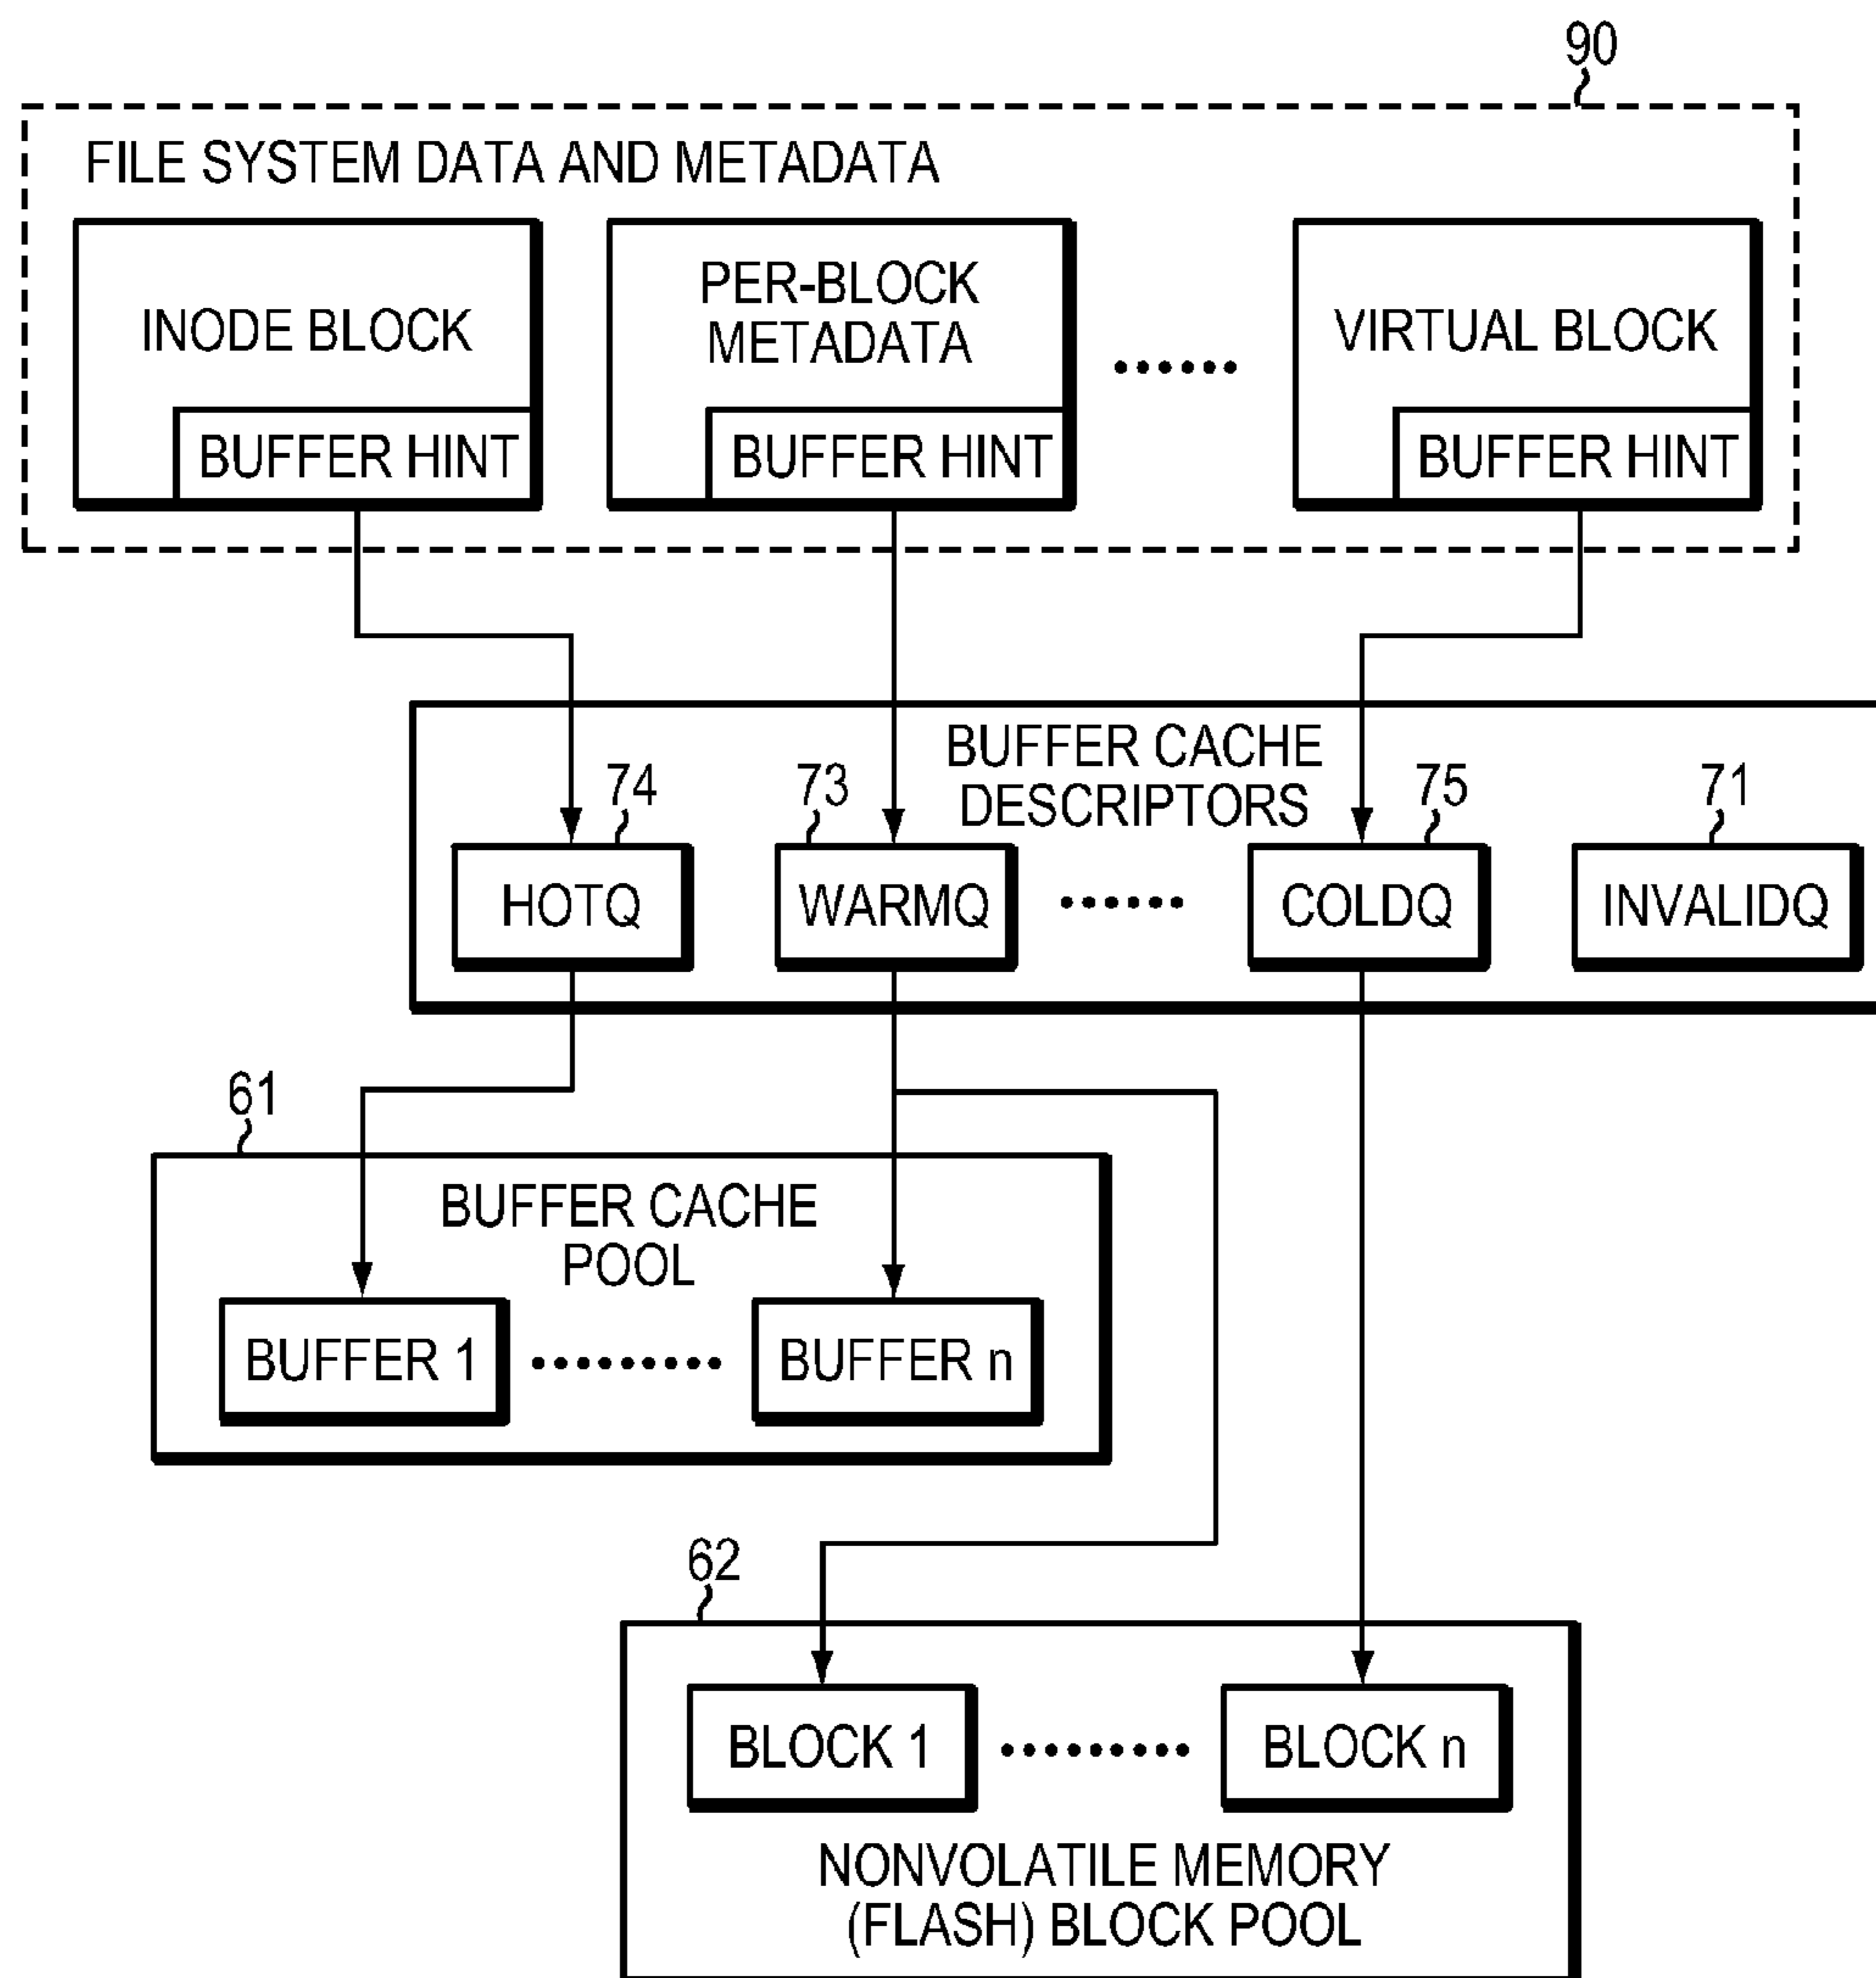 90
FILE SYSTEM DATA AND METADATA
INODE BLOCK
BUFFER HINT
PER-BLOCK
METADATA
BUFFER HINT
VIRTUAL BLOCK
BUFFER HINT
BUFFER CACHE
DESCRIPTORS
74
73
75
71
HOTQ
WARMQ
COLDQ
INVALIDQ
61
BUFFER CACHE
POOL
BUFFER 1
BUFFER n
62
BLOCK 1
BLOCK n
NONVOLATILE MEMORY
(FLASH) BLOCK POOL